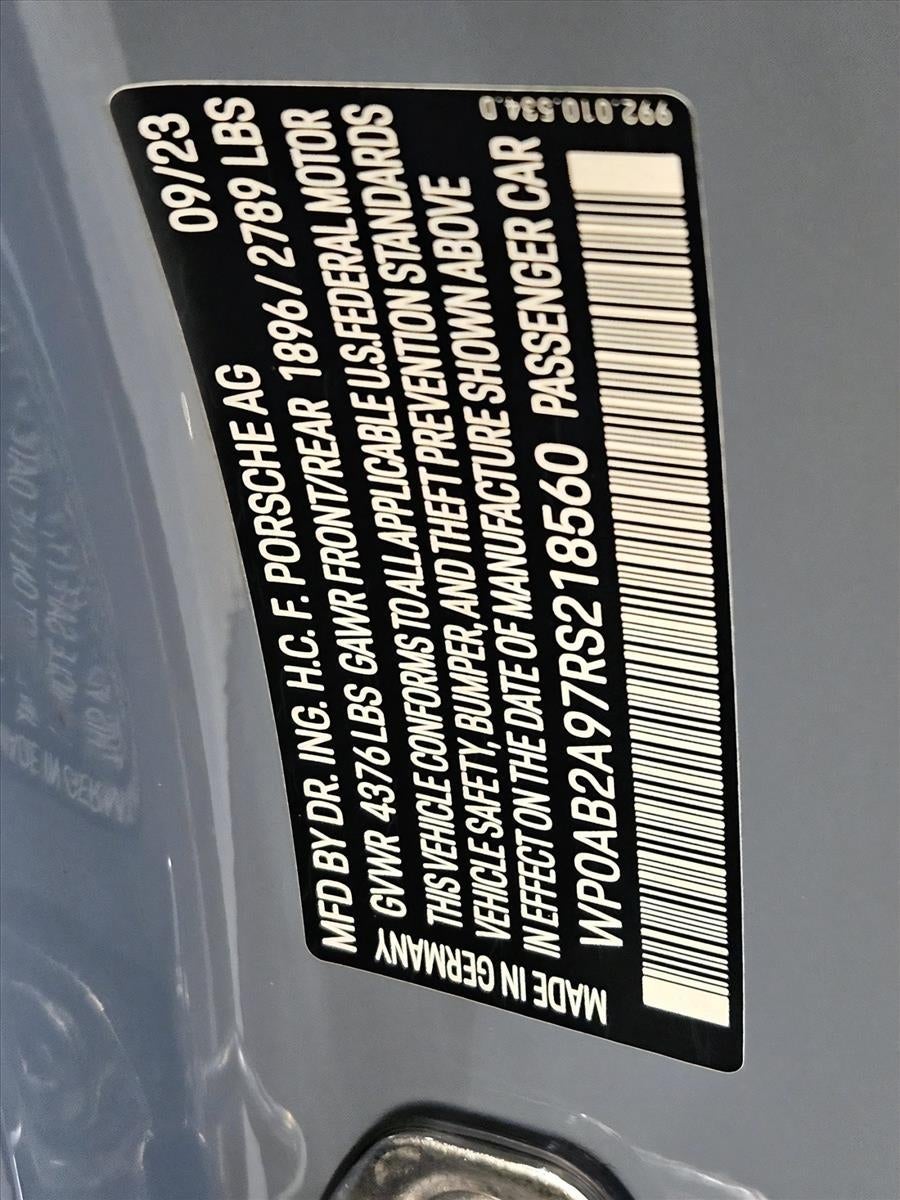 09/23
MFD BY DR. ING. H.C. F. PORSCHE AG
GVWR 4376 LBS GAWR FRONT/REAR 1896 / 2789 LBS
THIS VEHICLE CONFORMS TO ALL APPLICABLE U.S. FEDERAL MOTOR
VEHICLE SAFETY, BUMPER, AND THEFT PREVENTION STANDARDS
IN EFFECT ON THE DATE OF MANUFACTURE SHOWN ABOVE
WP0AB2A97RS218560 PASSENGER CAR
MADE IN GERMANY
992.010.534.D